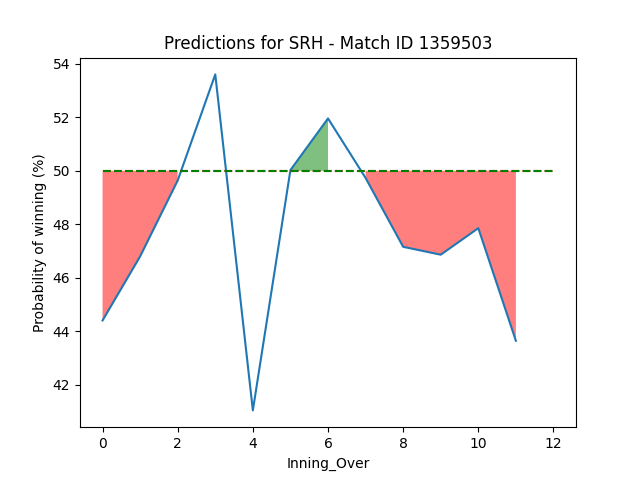 Predictions for SRH - Match ID 1359503
Probability of winning (%)
54
52
50
48
46
44
42
0 2 4 6 8 10 12
Inning_Over